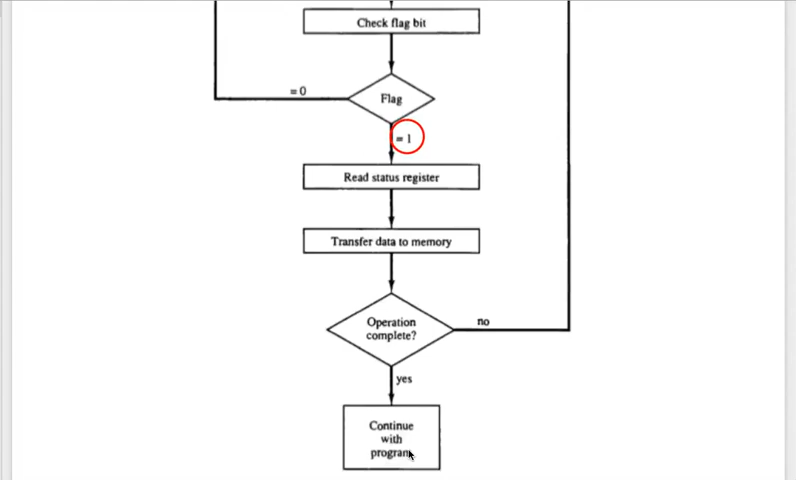 Check flag bit
= 0
Flag
= 1
Read status register
Transfer data to memory
Operation
complete?
no
yes
Continue
with
program